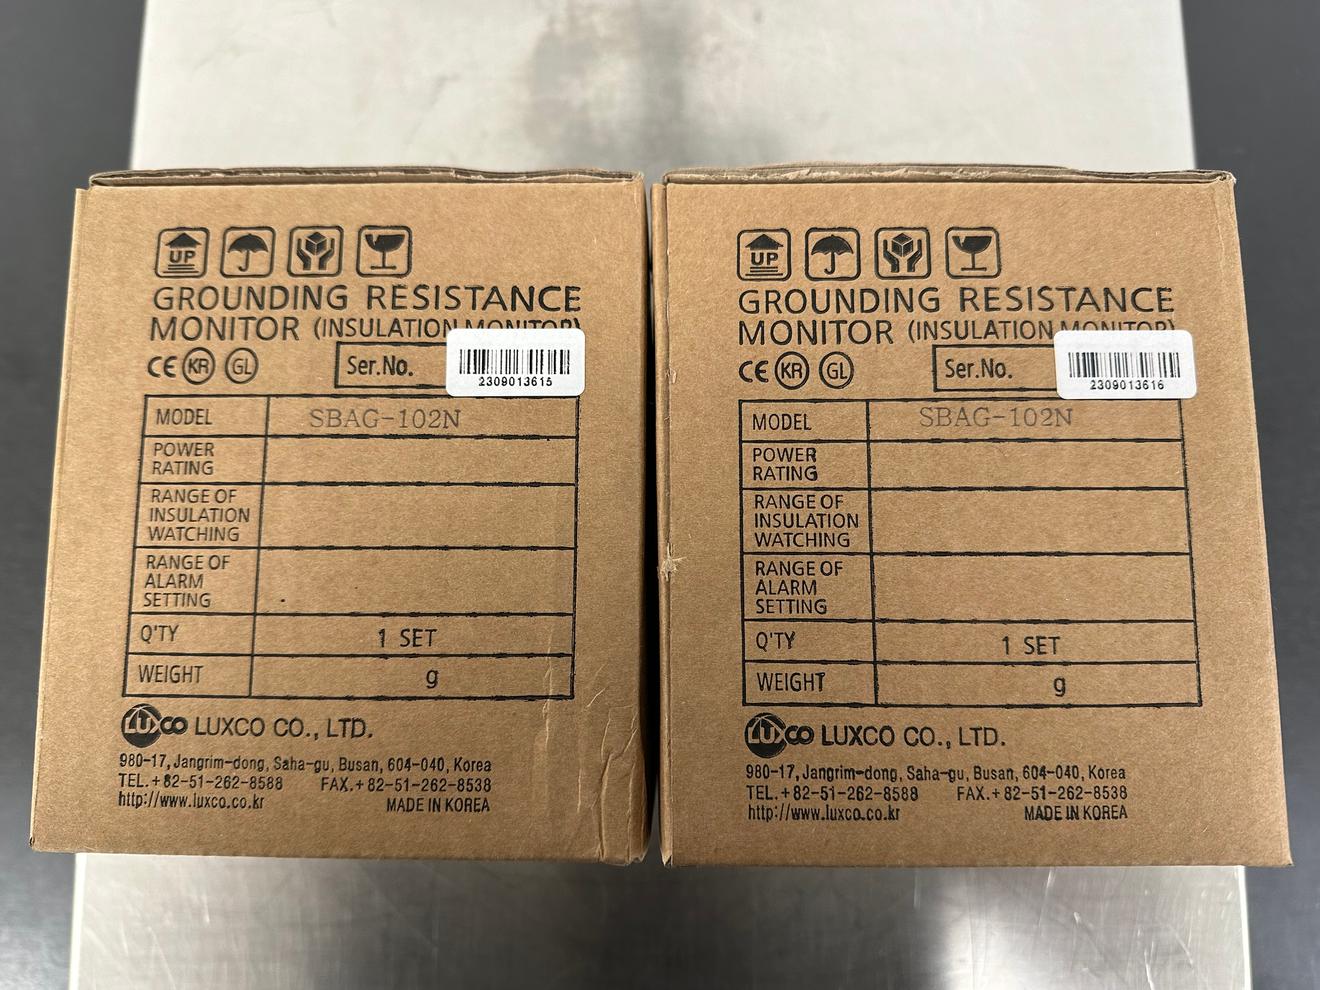 UP
GROUNDING RESISTANCE
MONITOR (INSULATION MONITOR)
CE KR GL
Ser.No.
2309013615
MODEL SBAG-102N
POWER
RATING
RANGE OF
INSULATION
WATCHING
RANGE OF
ALARM
SETTING
Q'TY 1 SET
WEIGHT g
LUXCO LUXCO CO., LTD.
980-17, Jangrim-dong, Saha-gu, Busan, 604-040, Korea
TEL.+82-51-262-8588 FAX.+82-51-262-8538
http://www.luxco.co.kr MADE IN KOREA
UP
GROUNDING RESISTANCE
MONITOR (INSULATION MONITOR)
CE KR GL
Ser.No.
2309013616
MODEL SBAG-102N
POWER
RATING
RANGE OF
INSULATION
WATCHING
RANGE OF
ALARM
SETTING
Q'TY 1 SET
WEIGHT g
LUXCO LUXCO CO., LTD.
980-17, Jangrim-dong, Saha-gu, Busan, 604-040, Korea
TEL.+82-51-262-8588 FAX.+82-51-262-8538
http://www.luxco.co.kr MADE IN KOREA